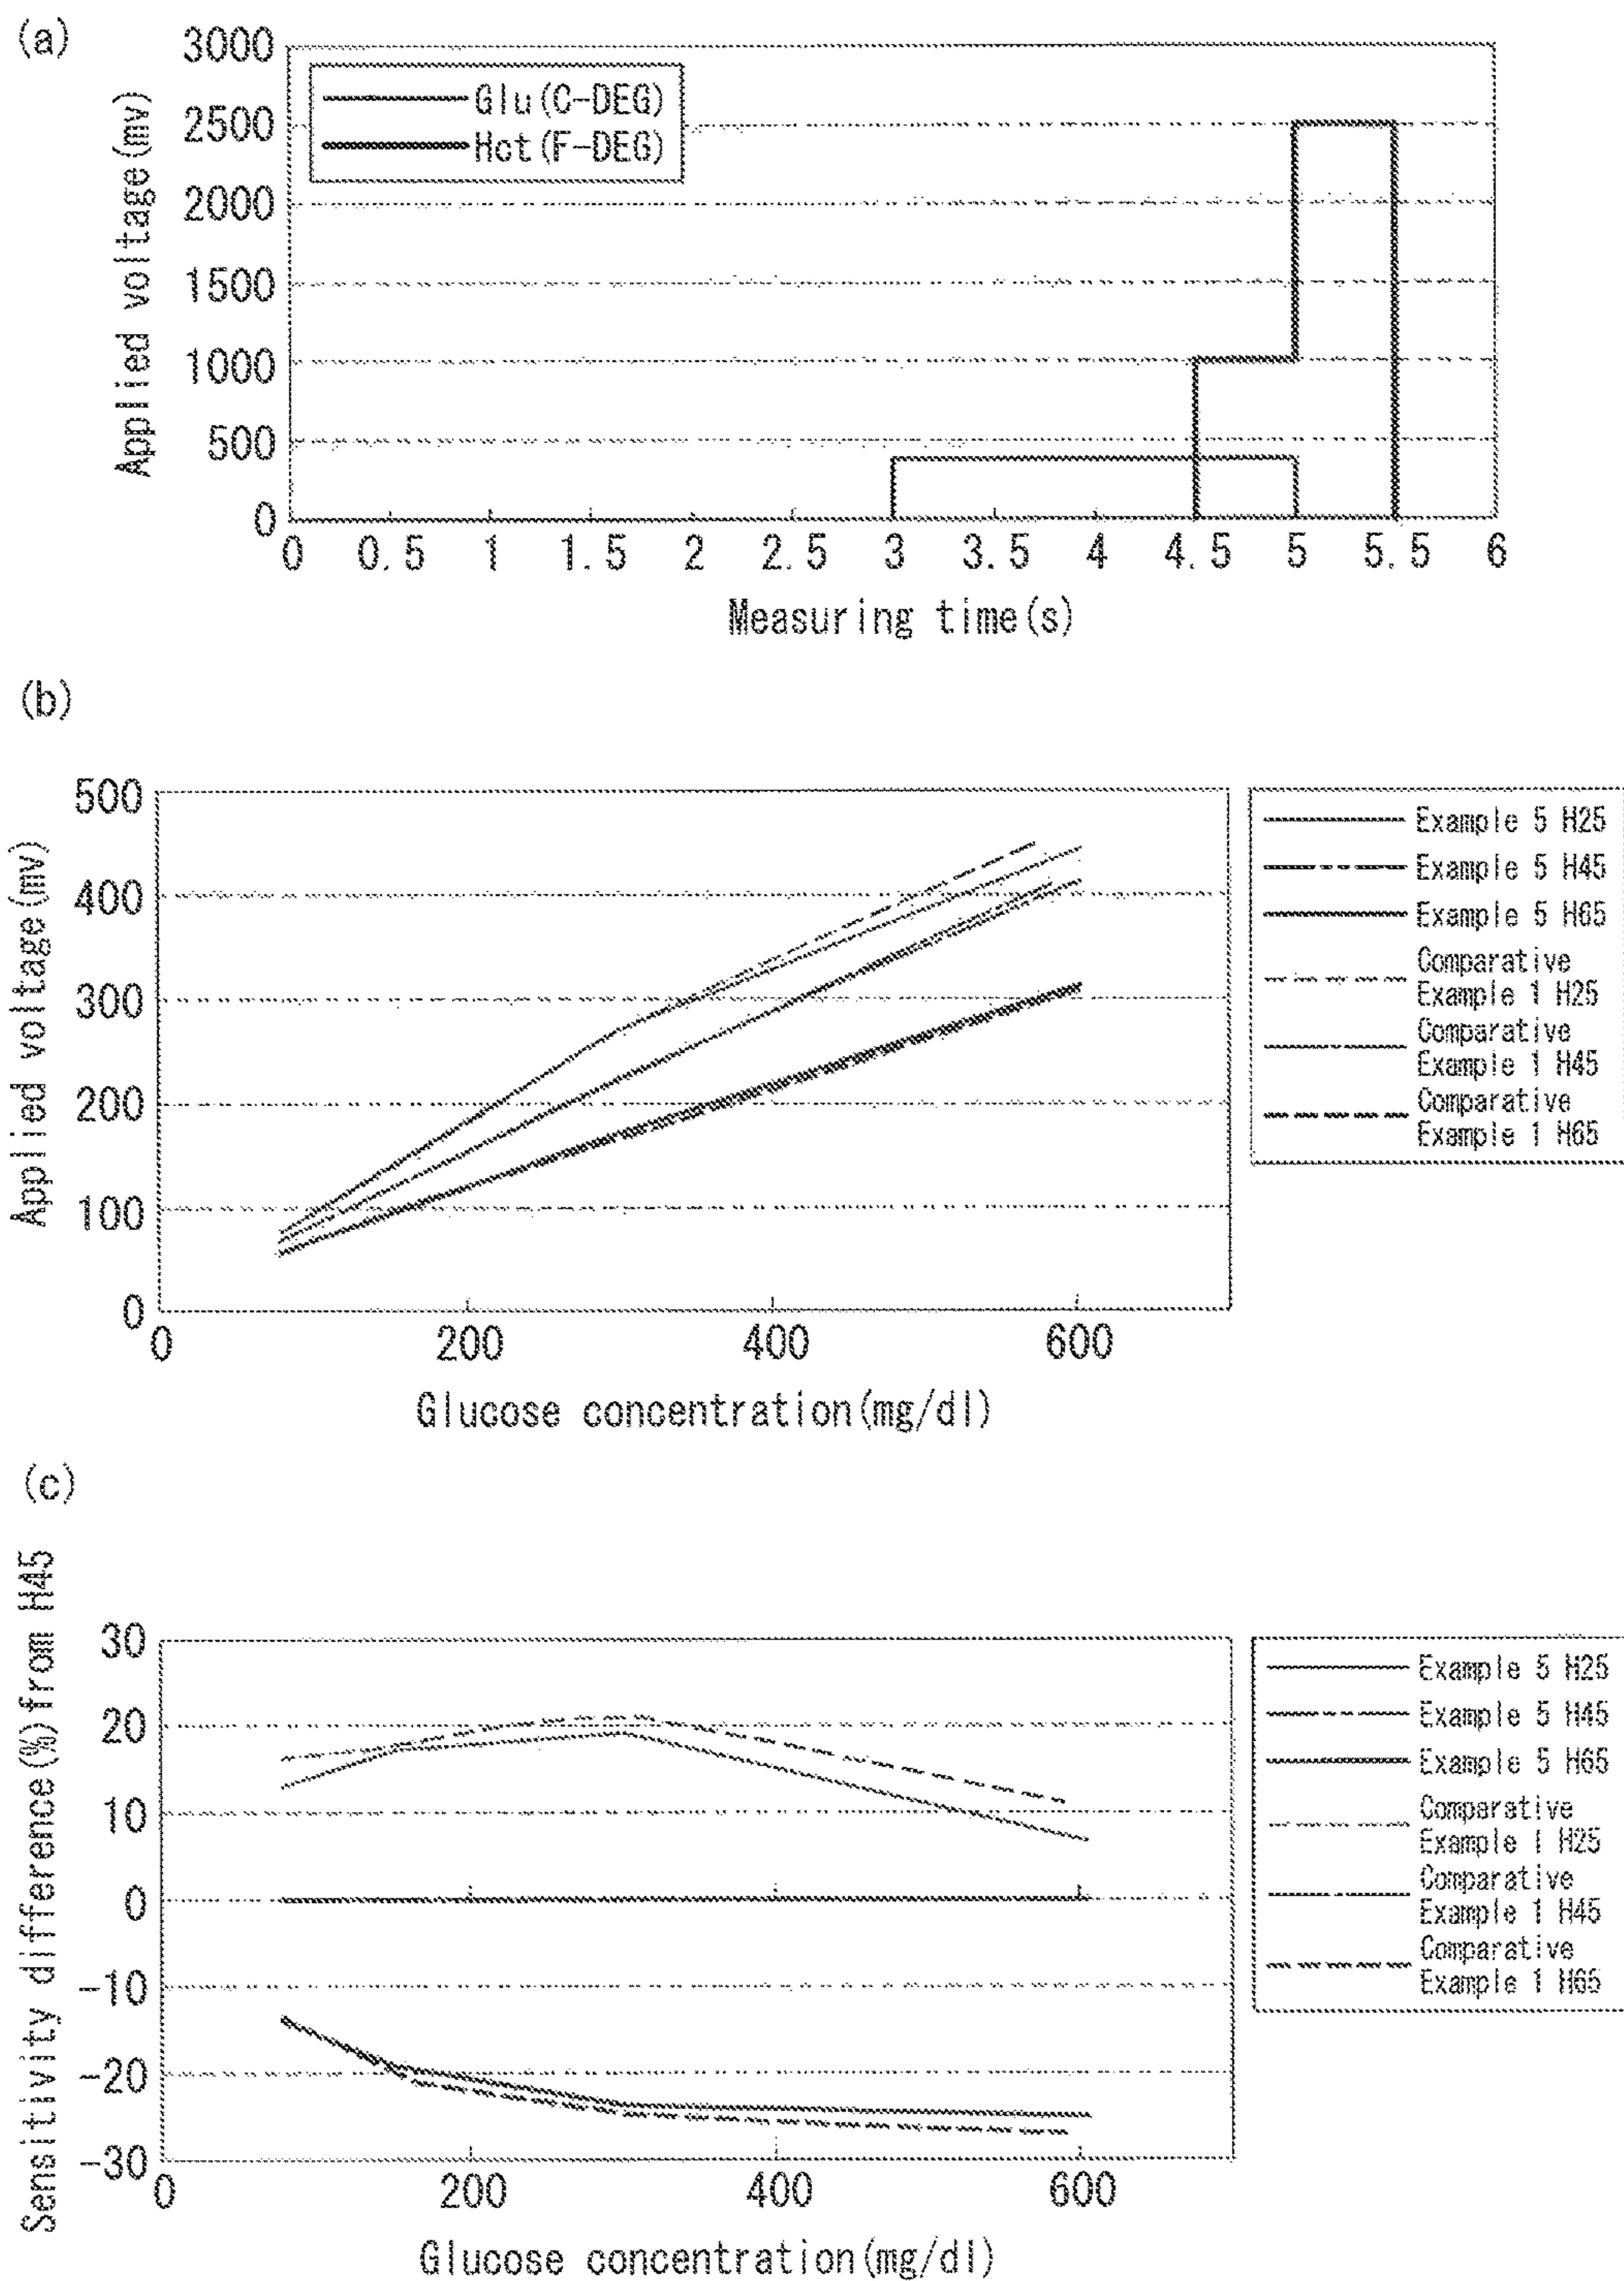 (a)
Applied voltage(mv)
3000
2500
2000
1500
1000
500
0
Glu(C-DEG)
Hct(F-DEG)
0 0.5 1 1.5 2 2.5 3 3.5 4 4.5 5 5.5 6
Measuring time(s)
(b)
Applied voltage(mv)
500
400
300
200
100
0
0 200 400 600
Glucose concentration(mg/dl)
Example 5 H25
Example 5 H45
Example 5 H65
Comparative
Example 1 H25
Comparative
Example 1 H45
Comparative
Example 1 H65
(c)
Sensitivity difference(%)from H45
30
20
10
0
-10
-20
-30
0 200 400 600
Glucose concentration(mg/dl)
Example 5 H25
Example 5 H45
Example 5 H65
Comparative
Example 1 H25
Comparative
Example 1 H45
Comparative
Example 1 H65